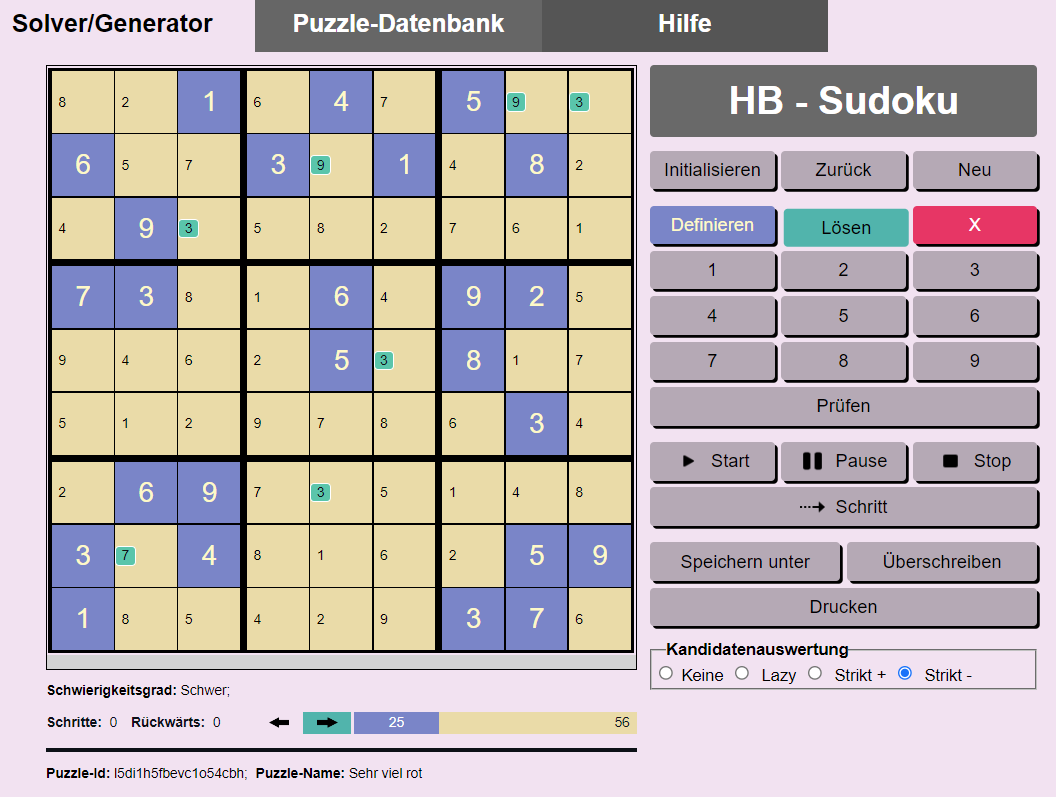 Solver/Generator Puzzle-Datenbank Hilfe
HB - Sudoku
8 2 1 6 4 7 5 9 3
6 5 7 3 9 1 4 8 2
4 9 3 5 8 2 7 6 1
7 3 8 1 6 4 9 2 5
9 4 6 2 5 3 8 1 7
5 1 2 9 7 8 6 3 4
2 6 9 7 3 5 1 4 8
3 7 4 8 1 6 2 5 9
1 8 5 4 2 9 3 7 6
Initialisieren Zurück Neu
Definieren Lösen X
1 2 3
4 5 6
7 8 9
Prüfen
Start Pause Stop
Schritt
Speichern unter Überschreiben
Drucken
Kandidatenauswertung
Keine Lazy Strikt + Strikt -
Schwierigkeitsgrad: Schwer;
Schritte: 0 Rückwärts: 0 25 56
Puzzle-Id: l5di1h5fbevc1o54cbh; Puzzle-Name: Sehr viel rot